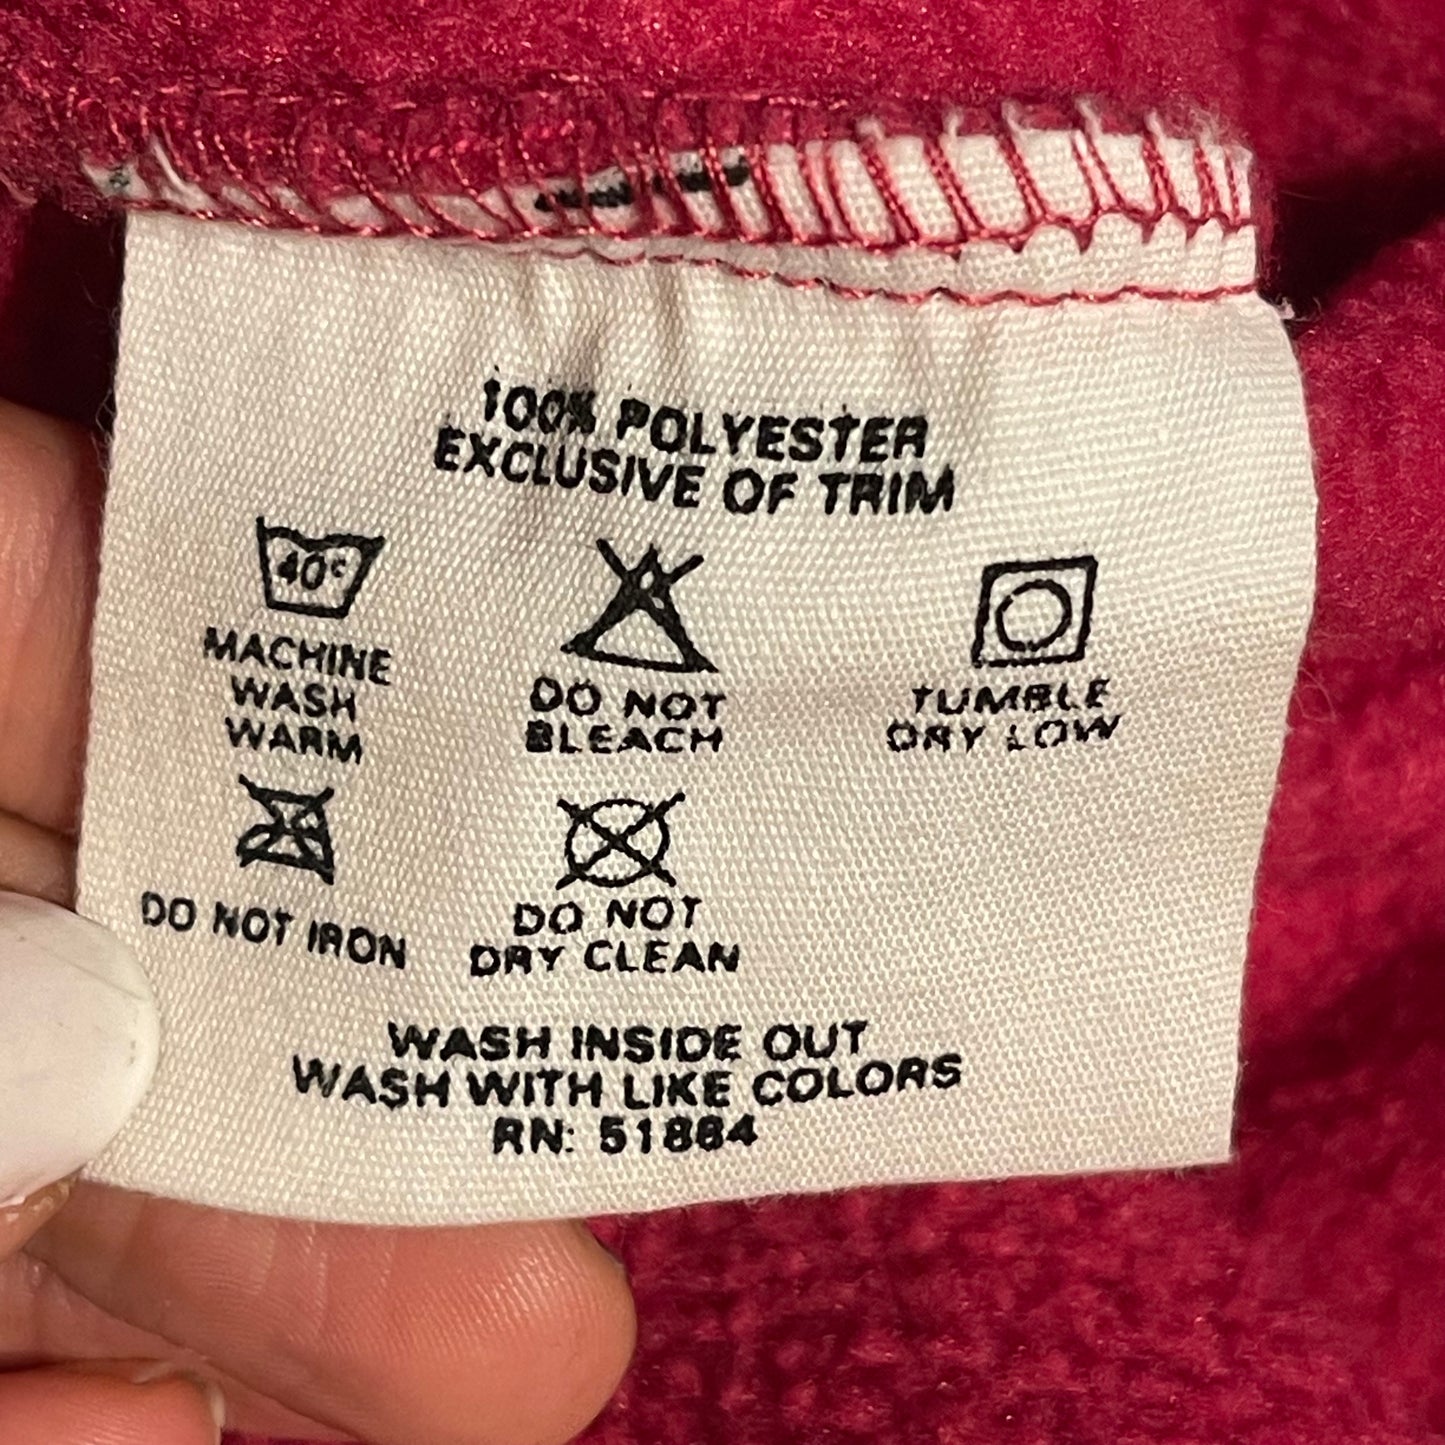 100% POLYESTER
EXCLUSIVE OF TRIM
40°C
MACHINE
WASH
WARM
DO NOT
BLEACH
TUMBLE
DRY LOW
DO NOT IRON
DO NOT
DRY CLEAN
WASH INSIDE OUT
WASH WITH LIKE COLORS
RN: 51884